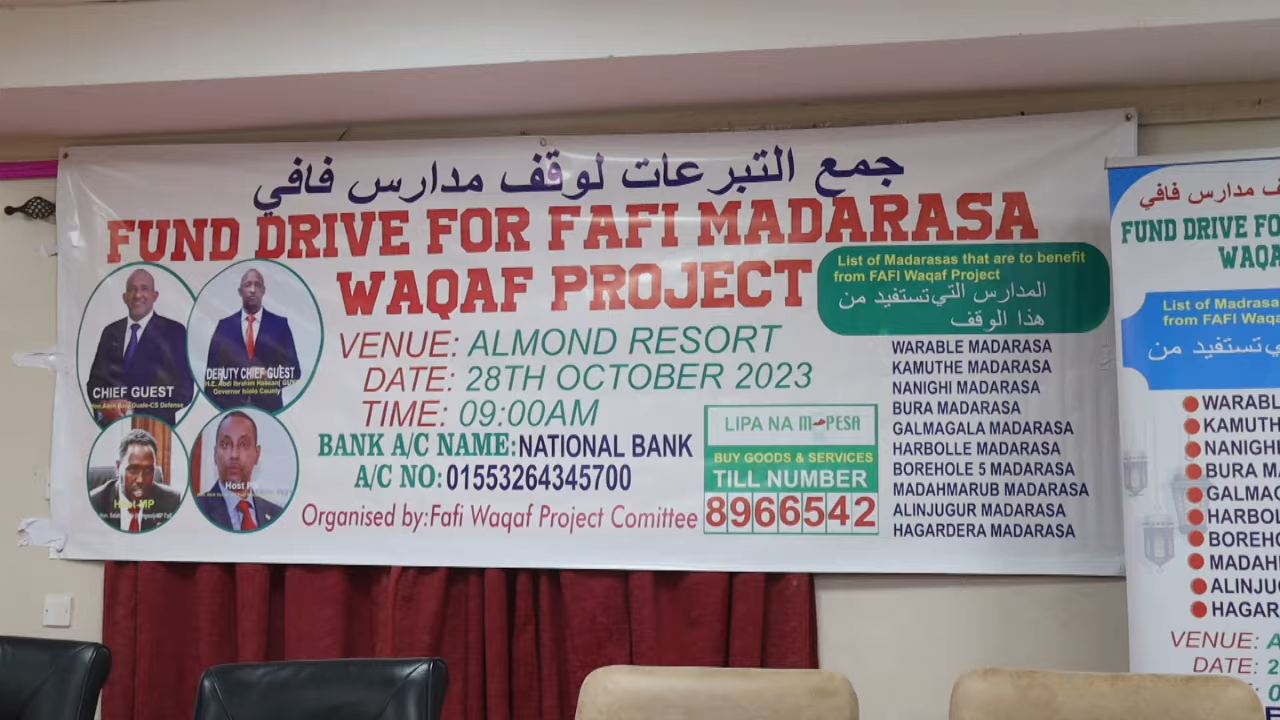 جمع التبرعات لوقف مدارس فافي
FUND DRIVE FOR FAFI MADARASA
WAQAF PROJECT
VENUE: ALMOND RESORT
DATE: 28TH OCTOBER 2023
TIME: 09:00AM
BANK A/C NAME: NATIONAL BANK
A/C NO: 01553264345700
Organised by: Fafi Waqaf Project Comittee
CHIEF GUEST
DEPUTY CHIEF GUEST
Governor Isiolo County
Host MP
Host
LIPA NA M-PESA
BUY GOODS & SERVICES
TILL NUMBER
8966542
List of Madarasas that are to benefit
from FAFI Waqaf Project
المدارس التي تستفيد من
هذا الوقف
WARABLE MADARASA
KAMUTHE MADARASA
NANIGHI MADARASA
BURA MADARASA
GALMAGALA MADARASA
HARBOLLE MADARASA
BOREHOLE 5 MADARASA
MADAHMARUB MADARASA
ALINJUGUR MADARASA
HAGARDERA MADARASA
مدارس فافي
FUND DRIVE FO
WAQA
List of Madrasa
from FAFI Waqa
تستفيد من
WARABL
KAMUTH
NANIGH
BURA M
GALMAG
HARBOL
BOREHO
MADAH
ALINJU
HAGAR
VENUE: A
DATE: 2